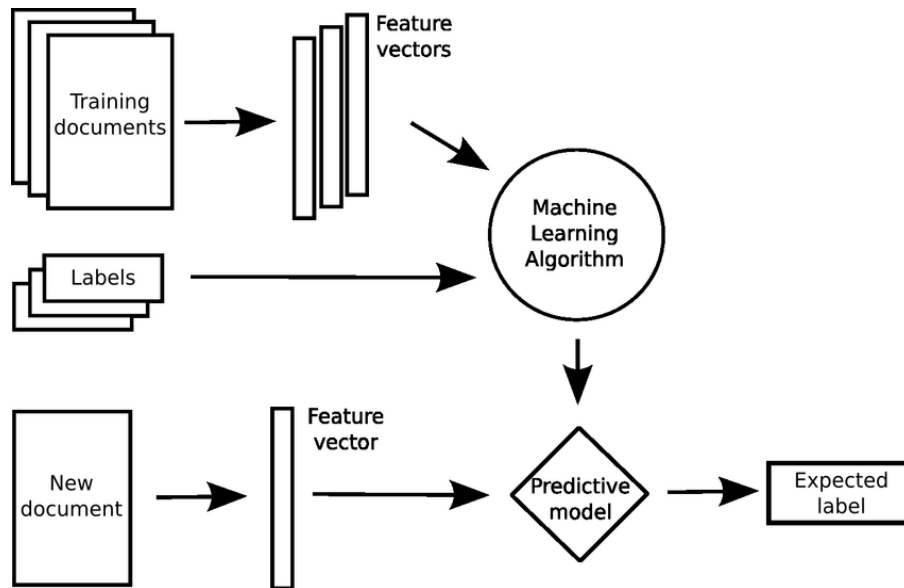 Feature
vectors
Training
documents
Machine
Learning
Algorithm
Labels
Feature
vector
New
document
Predictive
model
Expected
label